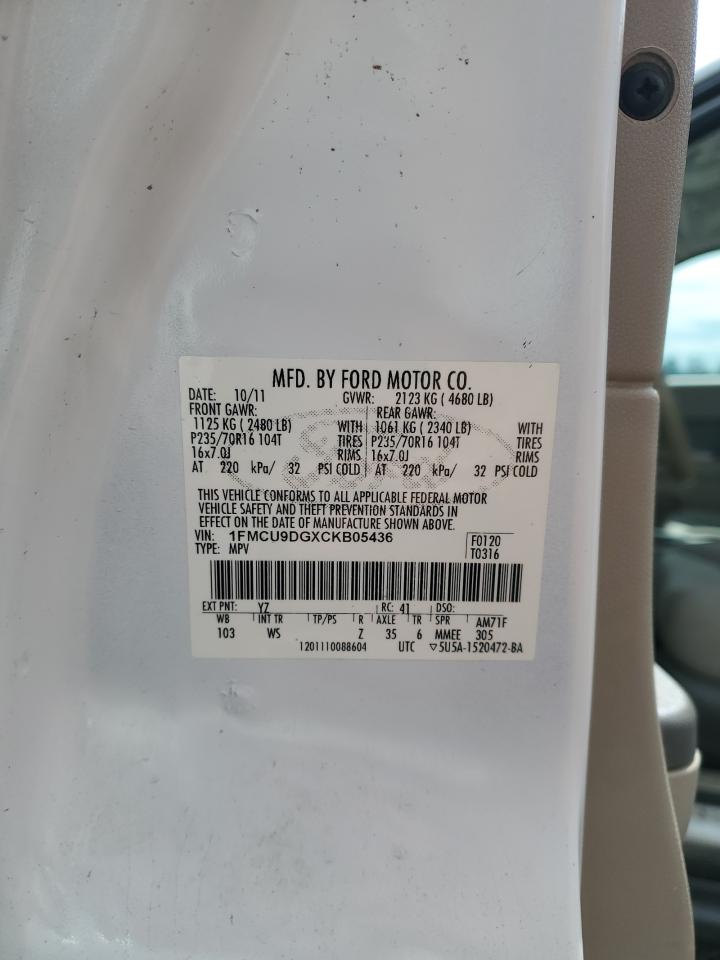 MFD. BY FORD MOTOR CO.
DATE: 10/11 GVWR: 2123 KG ( 4680 LB)
FRONT GAWR: REAR GAWR:
1125 KG ( 2480 LB) WITH 1061 KG ( 2340 LB) WITH
P235/70R16 104T TIRES P235/70R16 104T TIRES
16x7.0J RIMS 16x7.0J RIMS
AT 220 kPa/ 32 PSI COLD AT 220 kPa/ 32 PSI COLD
THIS VEHICLE CONFORMS TO ALL APPLICABLE FEDERAL MOTOR
VEHICLE SAFETY AND THEFT PREVENTION STANDARDS IN
EFFECT ON THE DATE OF MANUFACTURE SHOWN ABOVE.
VIN: 1FMCU9DGXCKB05436 F0120
TYPE: MPV T0316
EXT PNT: YZ RC: 41 DSO:
WB INT TR TP/PS R AXLE TR SPR AM71F
103 WS Z 35 6 MMEE 305
1201110088604 UTC ▽5U5A-1520472-BA